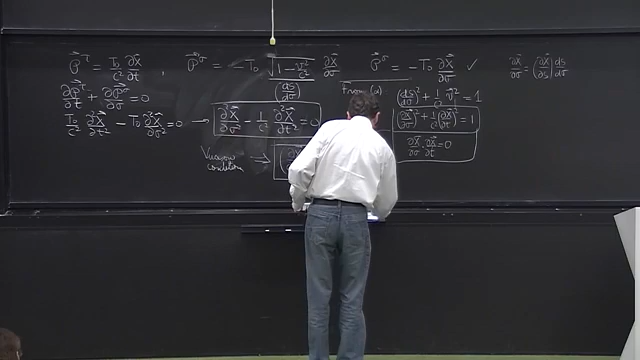 $\vec{P}^{\tau} = \frac{T_0}{c^2} \frac{\partial \vec{X}}{\partial t}$
$\vec{P}^{\sigma} = -T_0 \frac{\sqrt{1 - \frac{v_\perp^2}{c^2}}}{\left(\frac{ds}{d\sigma}\right)} \frac{\partial \vec{X}}{\partial \sigma}$
$\vec{P}^{\sigma} = -T_0 \frac{\partial \vec{X}}{\partial \sigma}$ ✓
$\frac{\partial \vec{X}}{\partial \sigma} = \left(\frac{\partial \vec{X}}{\partial s}\right) \frac{ds}{d\sigma}$
$\frac{\partial \vec{P}^{\tau}}{\partial t} + \frac{\partial \vec{P}^{\sigma}}{\partial \sigma} = 0$
$\frac{T_0}{c^2} \frac{\partial^2 \vec{X}}{\partial t^2} - T_0 \frac{\partial^2 \vec{X}}{\partial \sigma^2} = 0$ → $\frac{\partial^2 \vec{X}}{\partial \sigma^2} - \frac{1}{c^2} \frac{\partial^2 \vec{X}}{\partial t^2} = 0$
Virasoro
condition →
From (a)
$\left(\frac{ds}{d\sigma}\right)^2 + \frac{1}{c^2} \vec{v}^2 = 1$
$\left(\frac{\partial \vec{X}}{\partial \sigma}\right)^2 + \frac{1}{c^2} \left(\frac{\partial \vec{X}}{\partial t}\right)^2 = 1$
$\frac{\partial \vec{X}}{\partial \sigma} \cdot \frac{\partial \vec{X}}{\partial t} = 0$